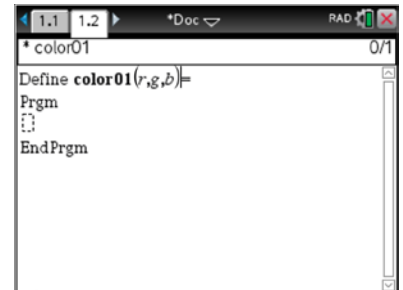 1.1 1.2 *Doc RAD
* color01 0/1
Define color01(r,g,b)=
Prgm
EndPrgm